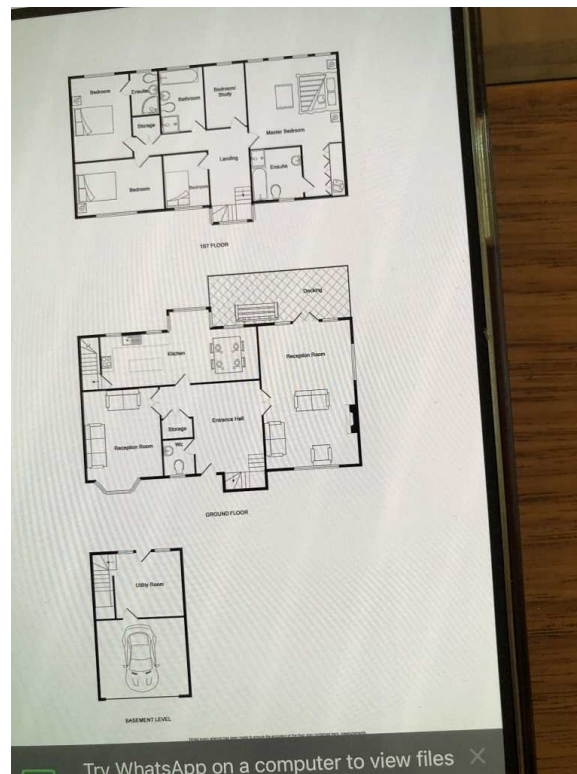 Bedroom
Ensuite
Bathroom
Bedroom/
Study
Storage
Master Bedroom
Landing
Ensuite
Bedroom
Bedroom
1ST FLOOR
Decking
Kitchen
Reception Room
Entrance Hall
Storage
Reception Room
Wc
GROUND FLOOR
Utility Room
BASEMENT LEVEL
Try WhatsApp on a computer to view files